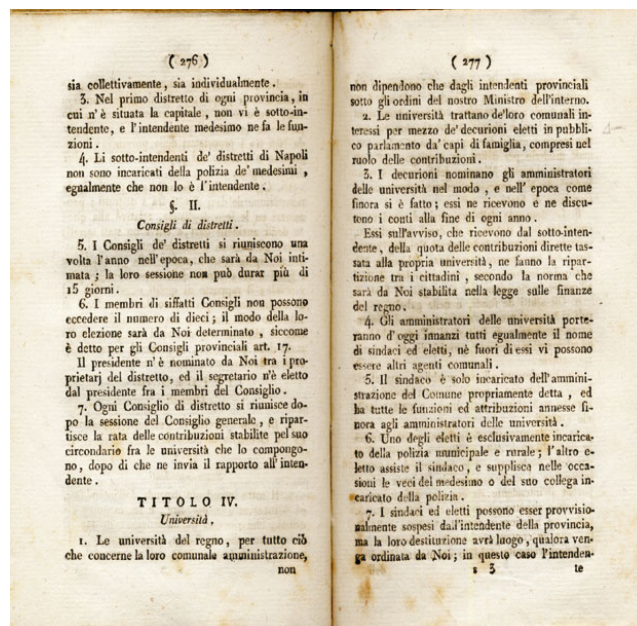 ( 276 )
sia collettivamente, sia individualmente.
3. Nel primo distretto di ogni provincia, in
cui n'è situata la capitale, non vi è sotto-in-
tendente, e l'intendente medesimo ne fa le fun-
zioni.
4. Li sotto-intendenti de' distretti di Napoli
non sono incaricati della polizia de' medesimi,
egualmente che non lo è l'intendente.
§. II.
Consigli di distretti.
5. I Consigli de' distretti si riuniscono una
volta l'anno nell'epoca, che sarà da Noi inti-
mata; la loro sessione non può durar più di
15 giorni.
6. I membri di siffatti Consigli non possono
eccedere il numero di dieci; il modo della lo-
ro elezione sarà da Noi determinato, siccome
è detto per gli Consigli provinciali art. 17.
Il presidente n'è nominato da Noi tra i pro-
prietarj del distretto, ed il segretario n'è eletto
dal presidente fra i membri del Consiglio.
7. Ogni Consiglio di distretto si riunisce do-
po la sessione del Consiglio generale, e ripar-
tisce la rata delle contribuzioni stabilite pel suo
circondario fra le università che lo compongo-
no, dopo di che ne invia il rapporto all'inten-
dente.
TITOLO IV.
Università.
1. Le università del regno, per tutto ciò
che concerne la loro comunale amministrazione,
non
( 277 )
non dipendono che dagli intendenti provinciali
sotto gli ordini del nostro Ministro dell'interno.
2. Le università trattano de'loro comunali in-
teressi per mezzo de' decurioni eletti in pubbli-
co parlamento da' capi di famiglia, compresi nel
ruolo delle contribuzioni.
3. I decurioni nominano gli amministratori
delle università nel modo, e nell' epoca come
finora si è fatto; essi ne ricevono e ne discu-
tono i conti alla fine di ogni anno.
Essi sull'avviso, che ricevono dal sotto-inten-
dente, della quota delle contribuzioni dirette tas-
sata alla propria università, ne fanno la ripar-
tizione tra i cittadini, secondo la norma che
sarà da Noi stabilita nella legge sulle finanze
del regno.
4. Gli amministratori delle università porte-
ranno d'oggi innanzi tutti egualmente il nome
di sindaci ed eletti, nè fuori di essi vi possono
essere altri agenti comunali.
5. Il sindaco è solo incaricato dell'ammini-
strazione del Comune propriamente detta, ed
ha tutte le funzioni ed attribuzioni annesse fi-
nora agli amministratori delle università.
6. Uno degli eletti è esclusivamente incarica-
to della polizia municipale e rurale; l'altro e-
letto assiste il sindaco, e supplisce nelle occa-
sioni le veci del medesimo o del suo collega in-
caricato della polizia.
7. I sindaci ed eletti possono esser provvisio-
nalmente sospesi dall'intendente della provincia,
ma la loro destituzione avrà luogo, qualora ven-
ga ordinata da Noi; in questo caso l'intenden-
s 3 te